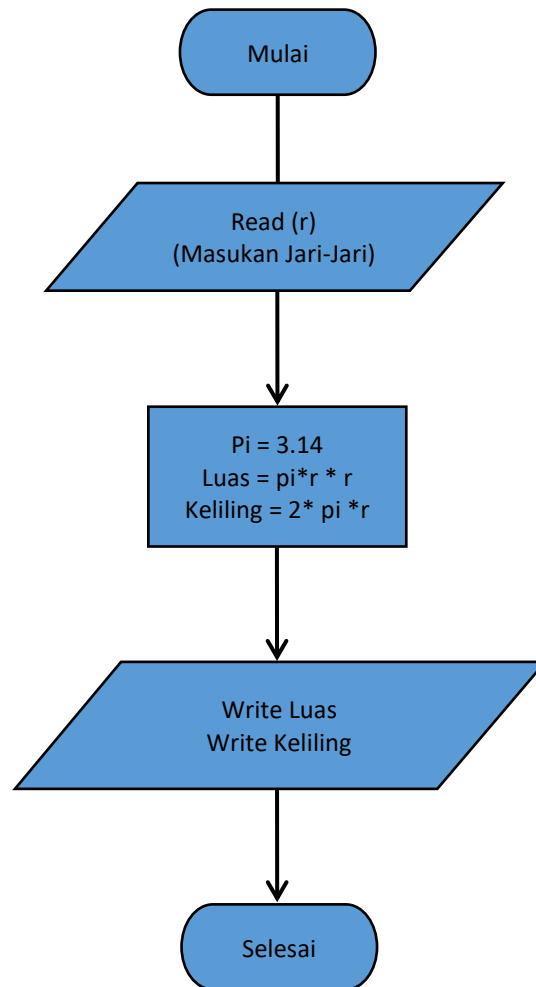 Mulai
Read (r)
(Masukan Jari-Jari)
Pi = 3.14
Luas = pi*r * r
Keliling = 2* pi *r
Write Luas
Write Keliling
Selesai